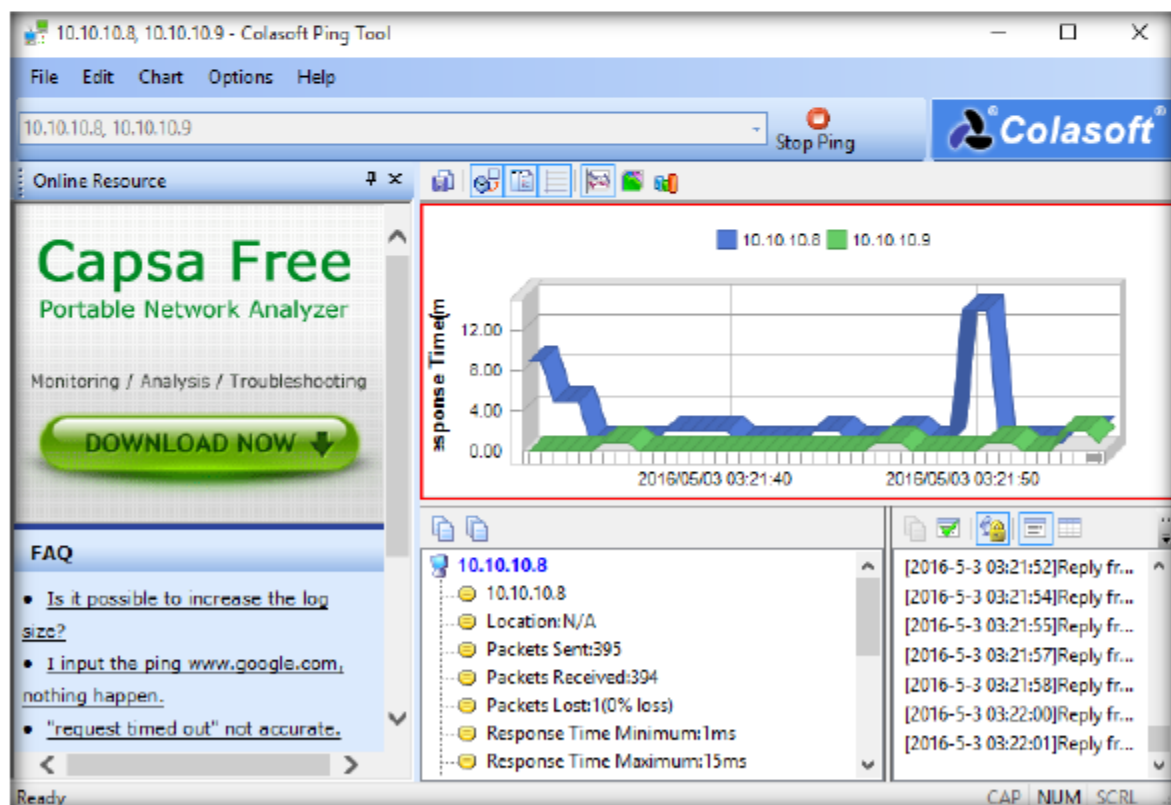 10.10.10.8, 10.10.10.9 - Colasoft Ping Tool
File Edit Chart Options Help
10.10.10.8, 10.10.10.9
Stop Ping
Colasoft®
Online Resource
Capsa Free
Portable Network Analyzer
Monitoring / Analysis / Troubleshooting
DOWNLOAD NOW
FAQ
• Is it possible to increase the log
size?
• I input the ping www.google.com,
nothing happen.
• "request timed out" not accurate.
10.10.10.8 10.10.10.9
sponse Time(m
12.00
8.00
4.00
0.00
2016/05/03 03:21:40 2016/05/03 03:21:50
10.10.10.8
10.10.10.8
Location:N/A
Packets Sent:395
Packets Received:394
Packets Lost:1(0% loss)
Response Time Minimum:1ms
Response Time Maximum:15ms
[2016-5-3 03:21:52]Reply fr...
[2016-5-3 03:21:54]Reply fr...
[2016-5-3 03:21:55]Reply fr...
[2016-5-3 03:21:57]Reply fr...
[2016-5-3 03:21:58]Reply fr...
[2016-5-3 03:22:00]Reply fr...
[2016-5-3 03:22:01]Reply fr...
Ready
CAP NUM SCRL